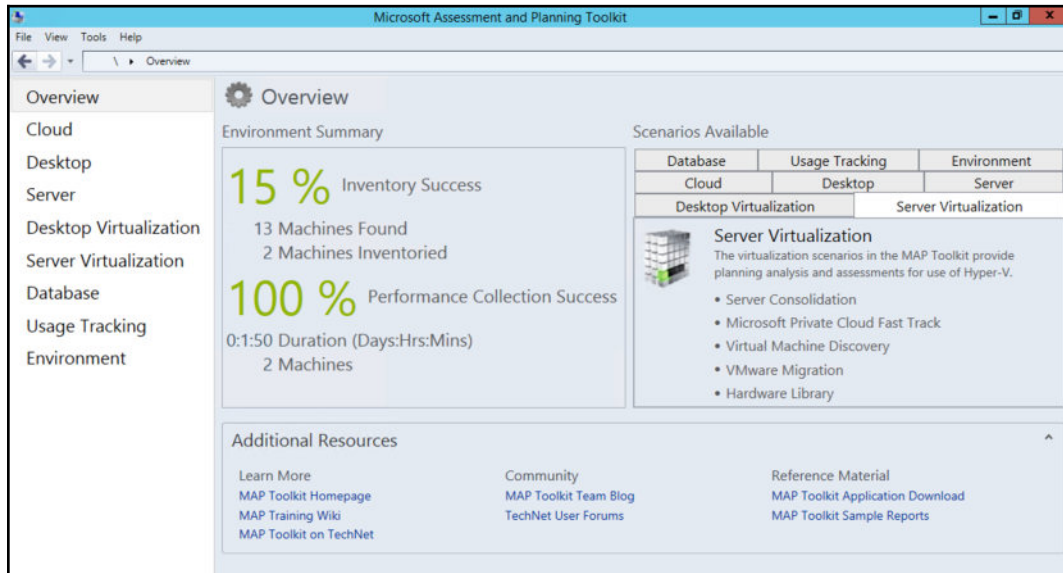 Microsoft Assessment and Planning Toolkit
File View Tools Help
\ ▸ Overview
Overview
Cloud
Desktop
Server
Desktop Virtualization
Server Virtualization
Database
Usage Tracking
Environment
Overview
Environment Summary
15 % Inventory Success
13 Machines Found
2 Machines Inventoried
100 % Performance Collection Success
0:1:50 Duration (Days:Hrs:Mins)
2 Machines
Scenarios Available
Database Usage Tracking Environment
Cloud Desktop Server
Desktop Virtualization Server Virtualization
Server Virtualization
The virtualization scenarios in the MAP Toolkit provide
planning analysis and assessments for use of Hyper-V.
• Server Consolidation
• Microsoft Private Cloud Fast Track
• Virtual Machine Discovery
• VMware Migration
• Hardware Library
Additional Resources
Learn More
MAP Toolkit Homepage
MAP Training Wiki
MAP Toolkit on TechNet
Community
MAP Toolkit Team Blog
TechNet User Forums
Reference Material
MAP Toolkit Application Download
MAP Toolkit Sample Reports